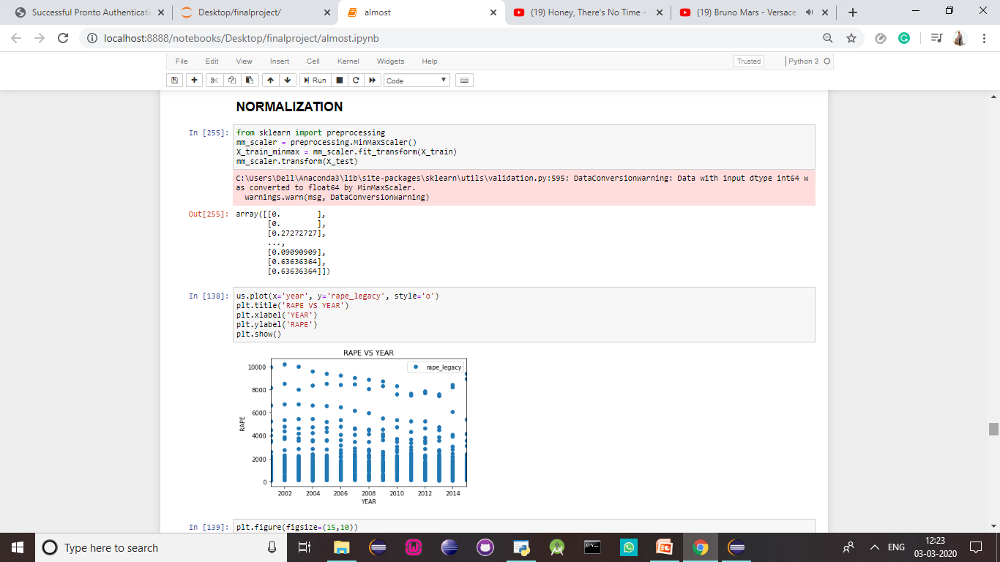 Successful Pronto Authenticati
Desktop/finalproject/
almost
(19) Honey, There's No Time -
(19) Bruno Mars - Versace
localhost:8888/notebooks/Desktop/finalproject/almost.ipynb
File Edit View Insert Cell Kernel Widgets Help
Trusted
Python 3
Run
Code
NORMALIZATION
In [255]:
from sklearn import preprocessing
mm_scaler = preprocessing.MinMaxScaler()
X_train_minmax = mm_scaler.fit_transform(X_train)
mm_scaler.transform(X_test)
C:\Users\Dell\Anaconda3\lib\site-packages\sklearn\utils\validation.py:595: DataConversionWarning: Data with input dtype int64 w
as converted to float64 by MinMaxScaler.
warnings.warn(msg, DataConversionWarning)
Out[255]:
array([[0.        ],
[0.        ],
[0.27272727],
...,
[0.09090909],
[0.63636364],
[0.63636364]])
In [138]:
us.plot(x='year', y='rape_legacy', style='o')
plt.title('RAPE VS YEAR')
plt.xlabel('YEAR')
plt.ylabel('RAPE')
plt.show()
RAPE VS YEAR
rape_legacy
10000
8000
6000
4000
2000
0
RAPE
2002 2004 2006 2008 2010 2012 2014
YEAR
In [139]:
plt.figure(figsize=(15,10))
Type here to search
ENG
12:23
03-03-2020